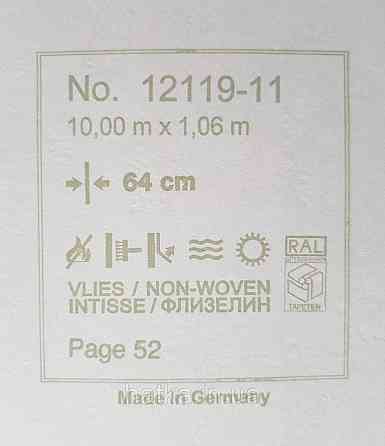 No. 12119-11
10,00 m x 1,06 m
64 cm
RAL
TAPETEN
VLIES / NON-WOVEN
INTISSE / ФЛИЗЕЛИН
Page 52
Made in Germany